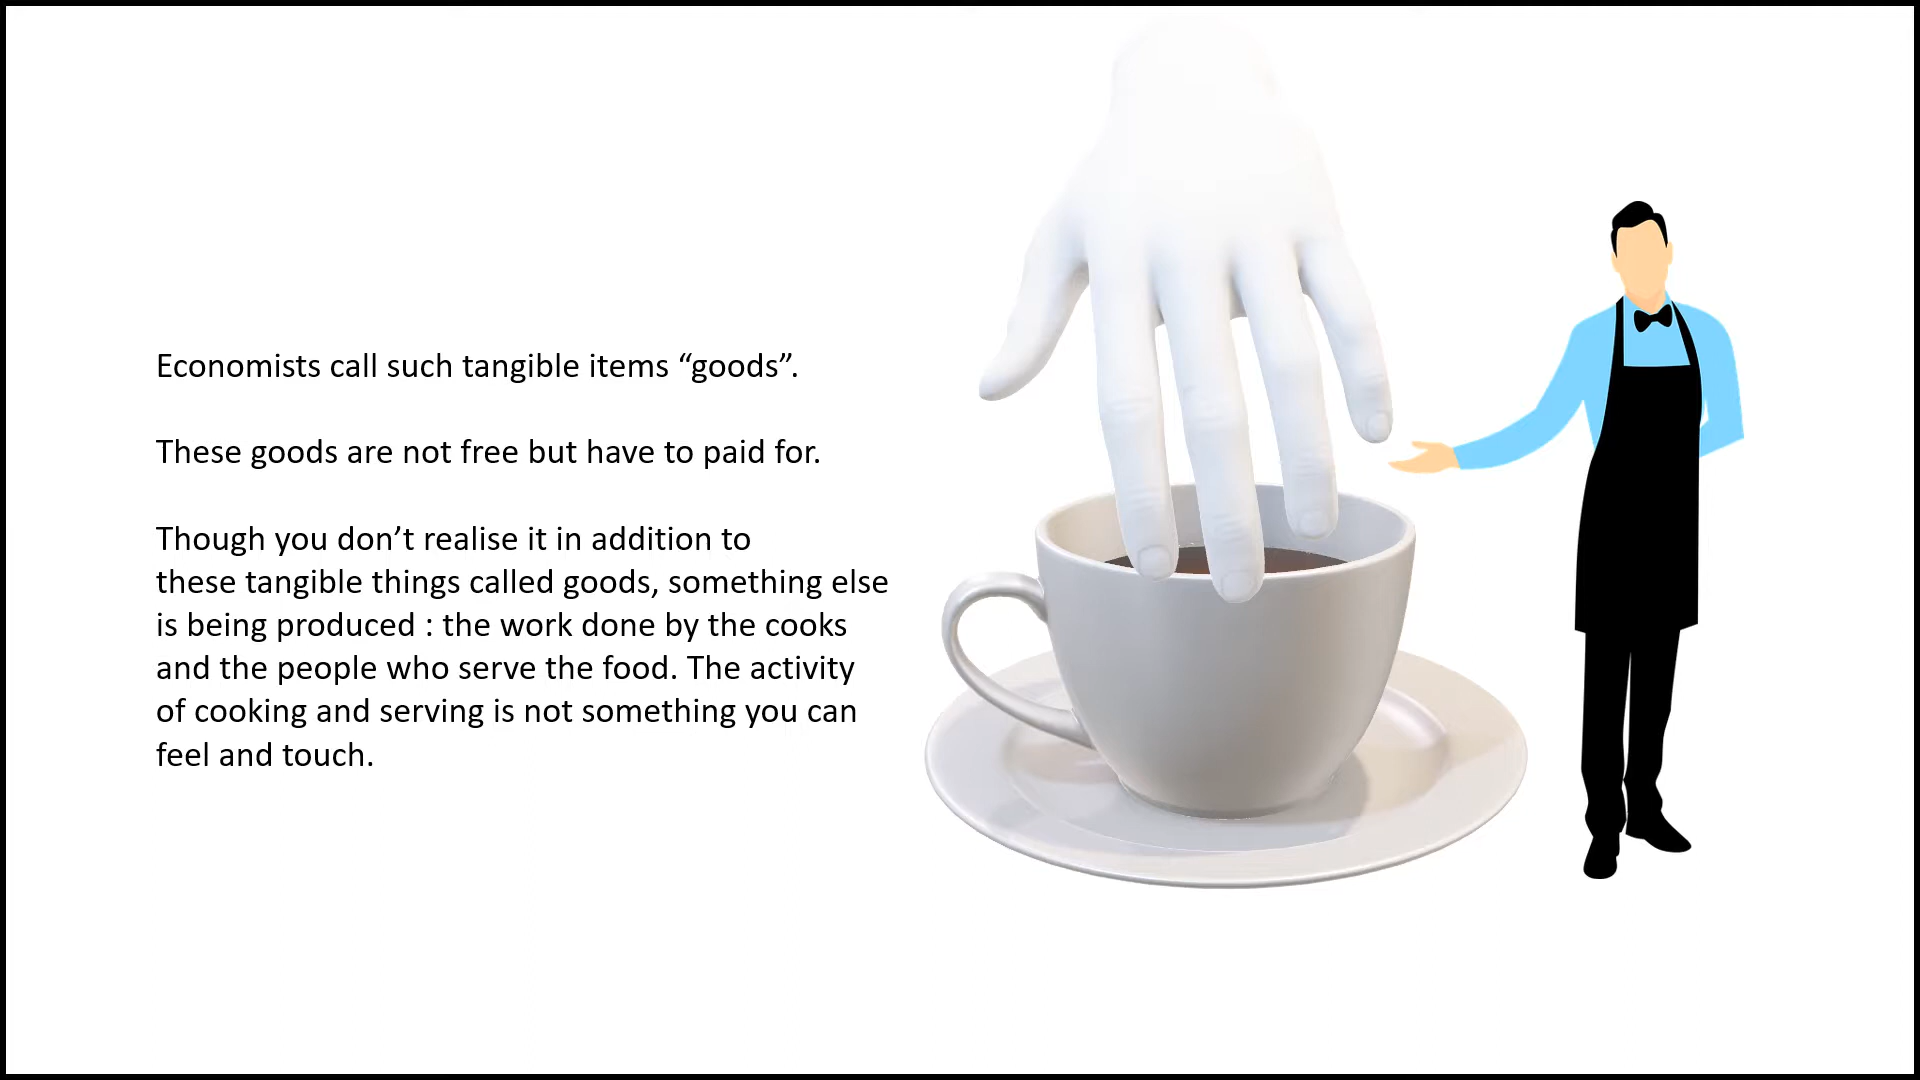 Economists call such tangible items “goods”.
These goods are not free but have to paid for.
Though you don’t realise it in addition to
these tangible things called goods, something else
is being produced : the work done by the cooks
and the people who serve the food. The activity
of cooking and serving is not something you can
feel and touch.